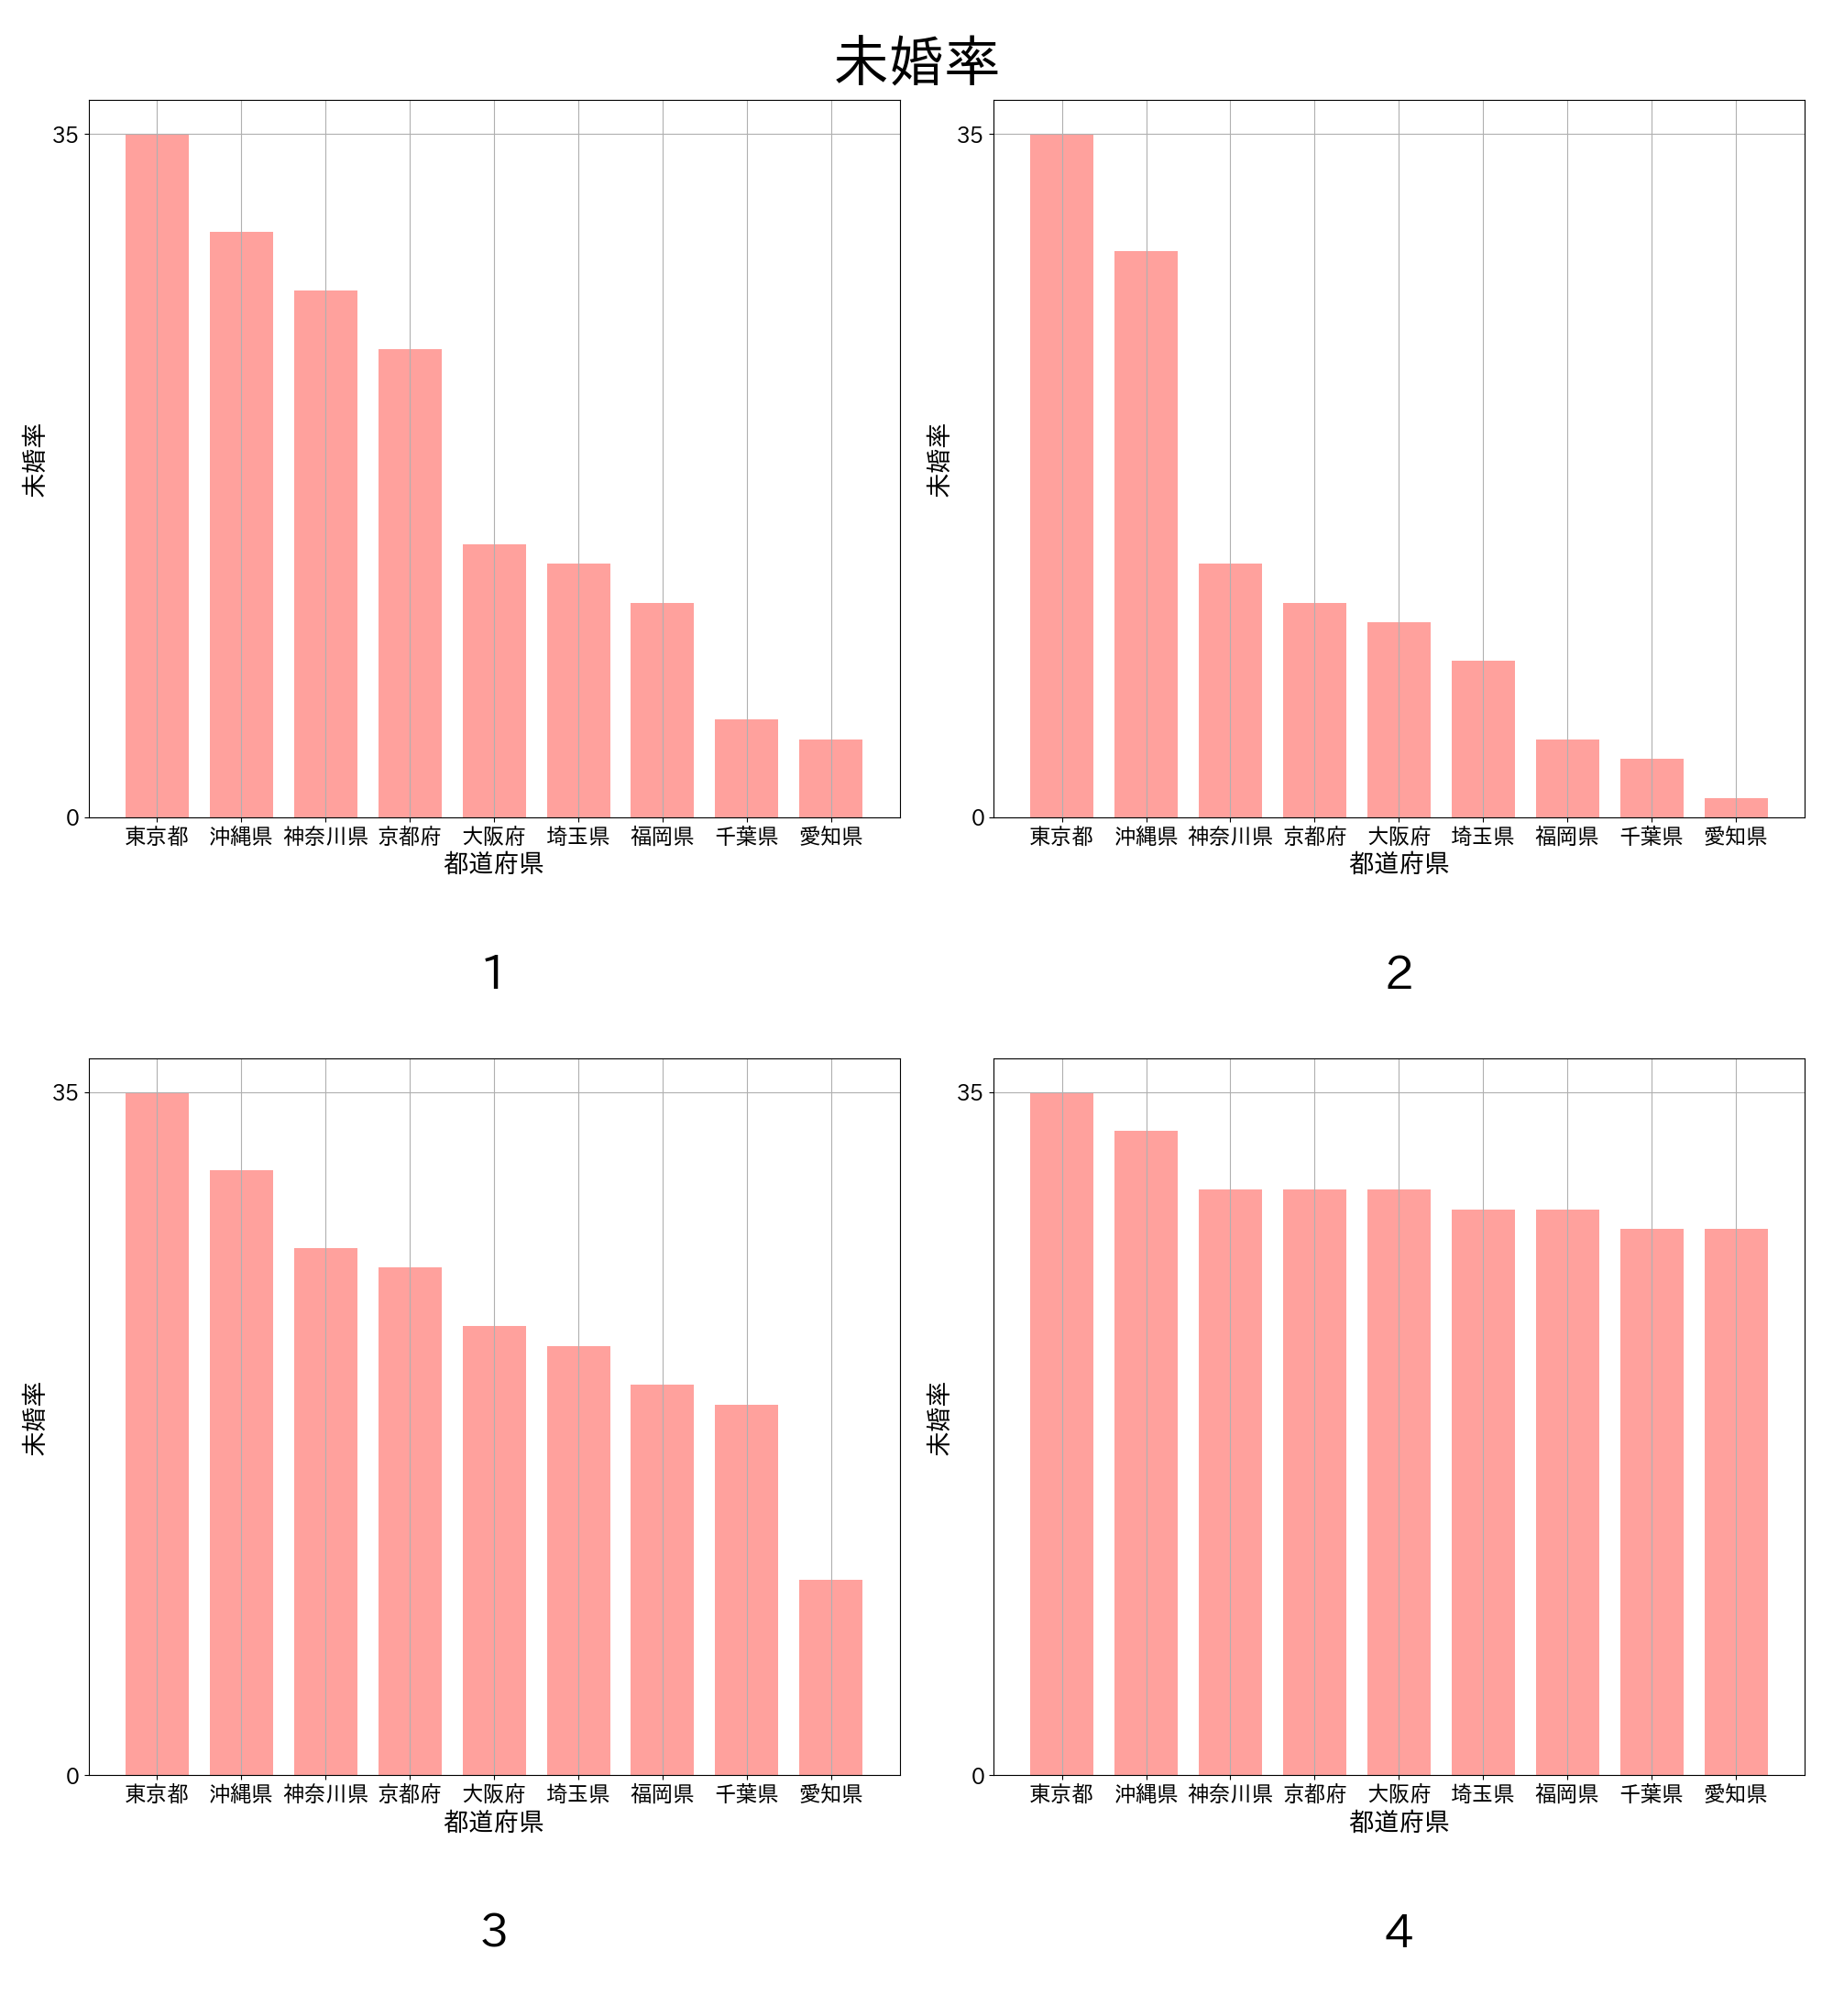 未婚率
35
0
未婚率
東京都 沖縄県 神奈川県 京都府 大阪府 埼玉県 福岡県 千葉県 愛知県
都道府県
1
35
0
未婚率
東京都 沖縄県 神奈川県 京都府 大阪府 埼玉県 福岡県 千葉県 愛知県
都道府県
2
35
0
未婚率
東京都 沖縄県 神奈川県 京都府 大阪府 埼玉県 福岡県 千葉県 愛知県
都道府県
3
35
0
未婚率
東京都 沖縄県 神奈川県 京都府 大阪府 埼玉県 福岡県 千葉県 愛知県
都道府県
4